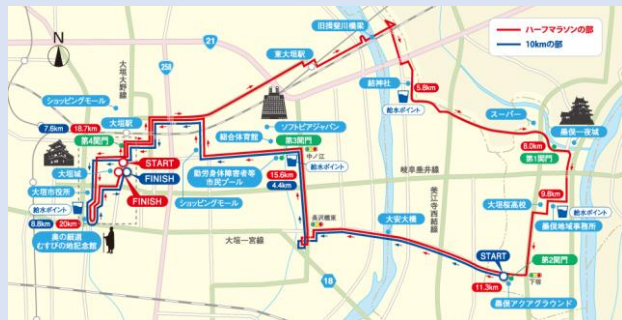 ハーフマラソンの部
10kmの部
N
21
258
旧揖斐川橋梁
東大垣駅
大垣大野線
ショッピングモール
大垣駅
7.6km
18.7km
第4関門
結神社
5.8km
給水ポイント
スーパー
墨俣一夜城
8.0km
第1関門
ソフトピアジャパン
総合体育館
第3関門
中ノ江
給水ポイント
15.6km
4.4km
岐阜垂井線
大垣城
START
FINISH
FINISH
勤労身体障害者等
市民プール
ショッピングモール
大垣市役所
給水ポイント
8.8km
20km
奥の細道
むすびの地記念館
美江寺西結線
大垣桜高校
9.8km
給水ポイント
墨俣地域事務所
長沢橋東
大安大橋
大垣一宮線
18
START
第2関門
下宿
11.3km
墨俣アクアグラウンド